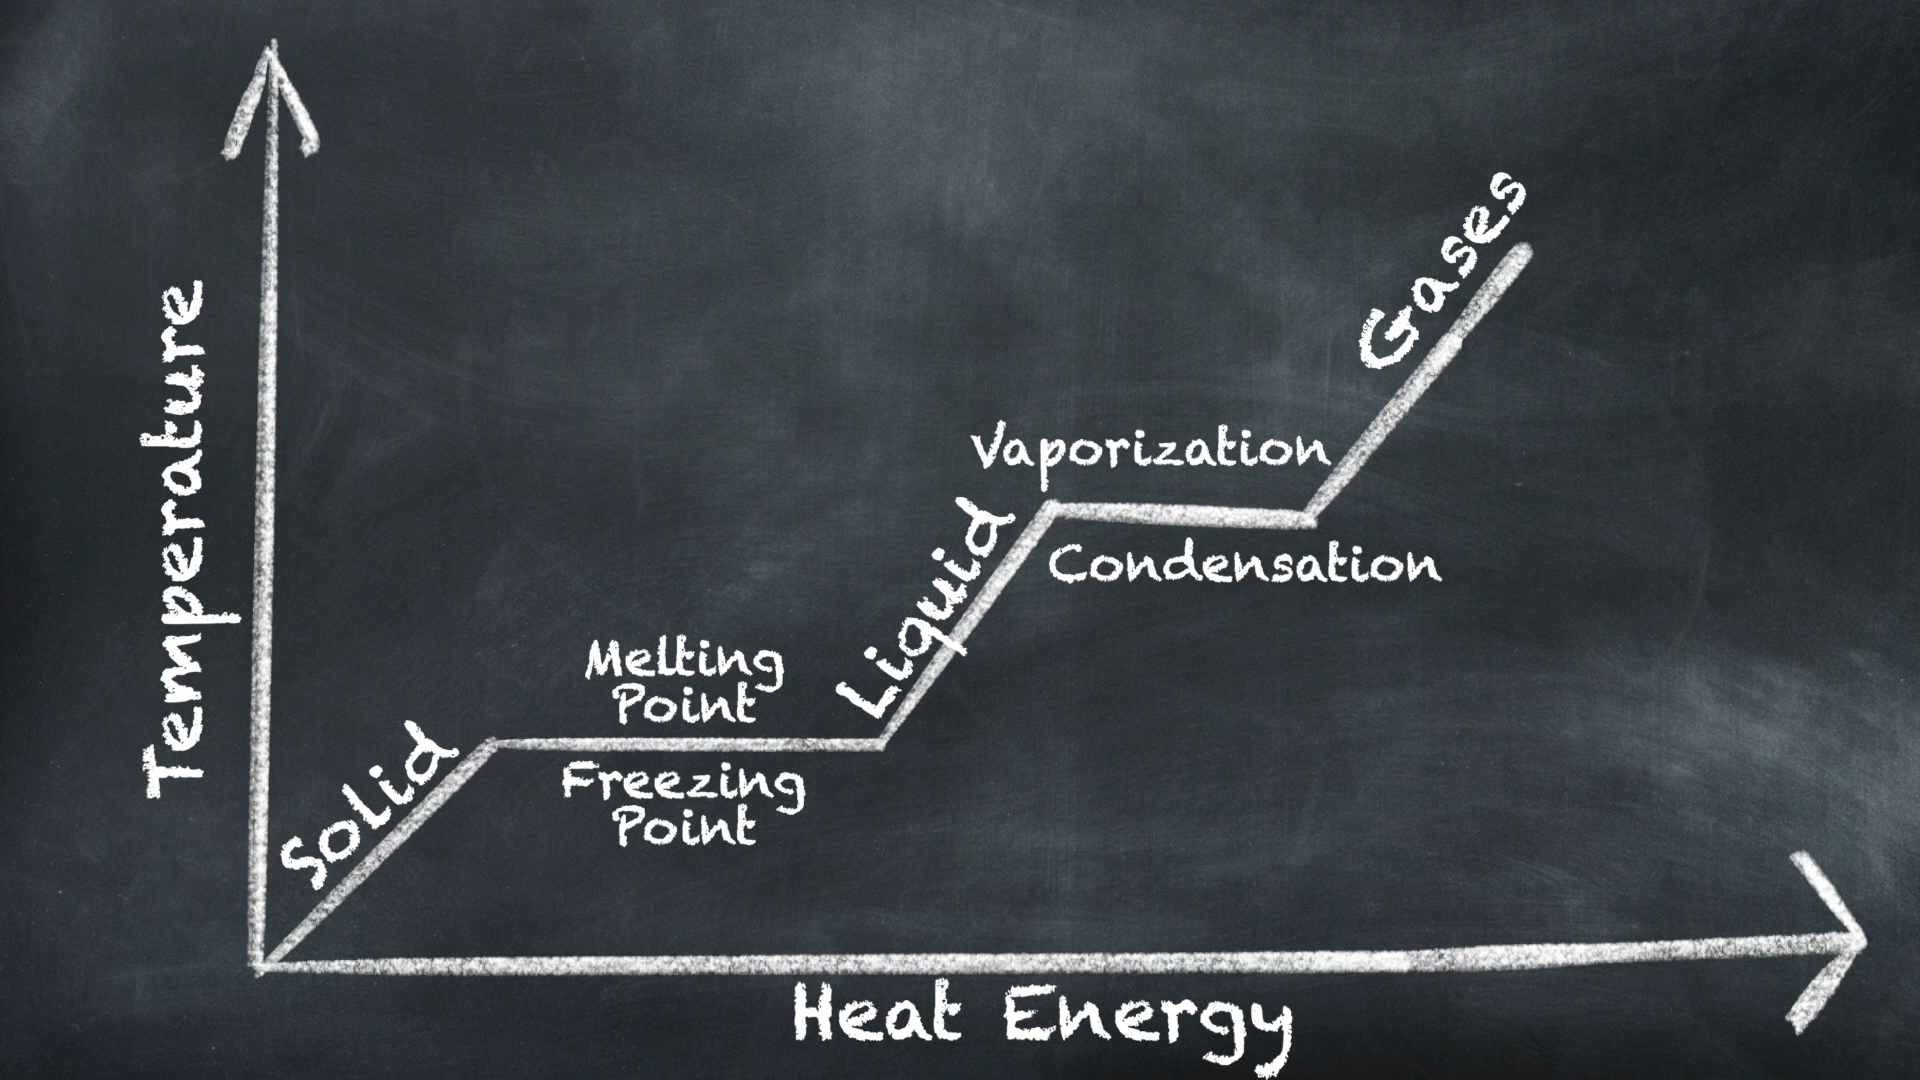 Temperature
Solid
Melting
Point
Freezing
Point
Liquid
Vaporization
Condensation
Gases
Heat Energy